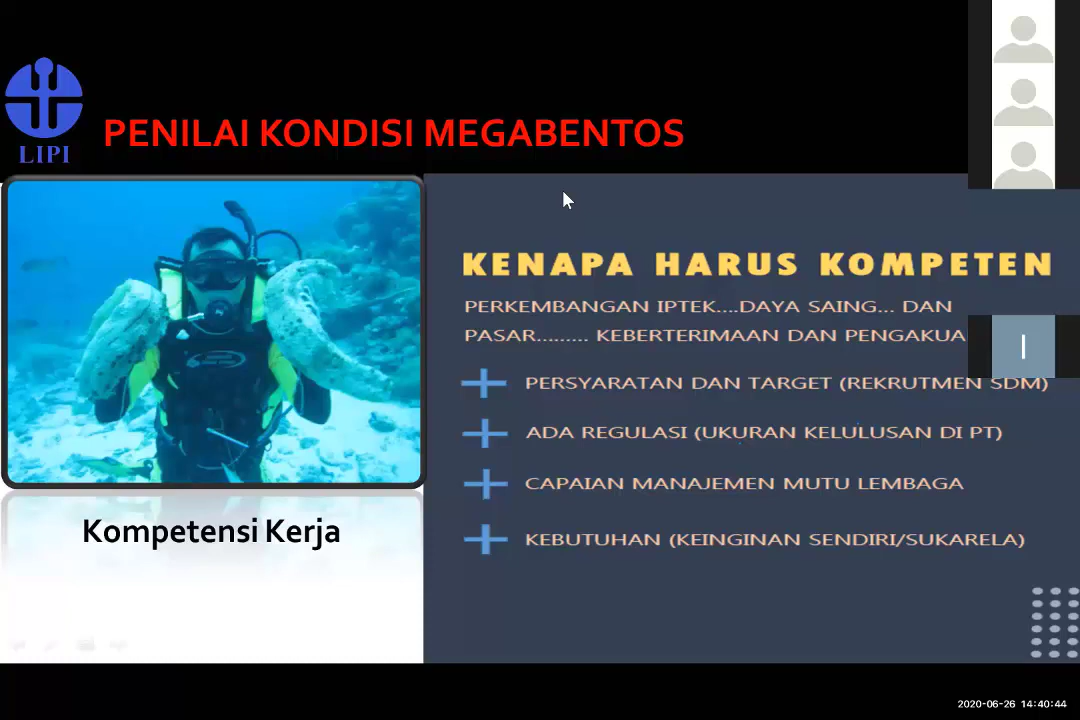 LIPI
PENILAI KONDISI MEGABENTOS
KENAPA HARUS KOMPETEN
PERKEMBANGAN IPTEK....DAYA SAING... DAN
PASAR......... KEBERTERIMAAN DAN PENGAKUA
PERSYARATAN DAN TARGET (REKRUTMEN SDM)
ADA REGULASI (UKURAN KELULUSAN DI PT)
CAPAIAN MANAJEMEN MUTU LEMBAGA
KEBUTUHAN (KEINGINAN SENDIRI/SUKARELA)
Kompetensi Kerja
I
2020-06-26 14:40:44